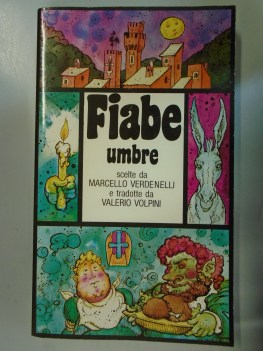 Fiabe
umbre
scelte da
MARCELLO VERDENELLI
e tradotte da
VALERIO VOLPINI